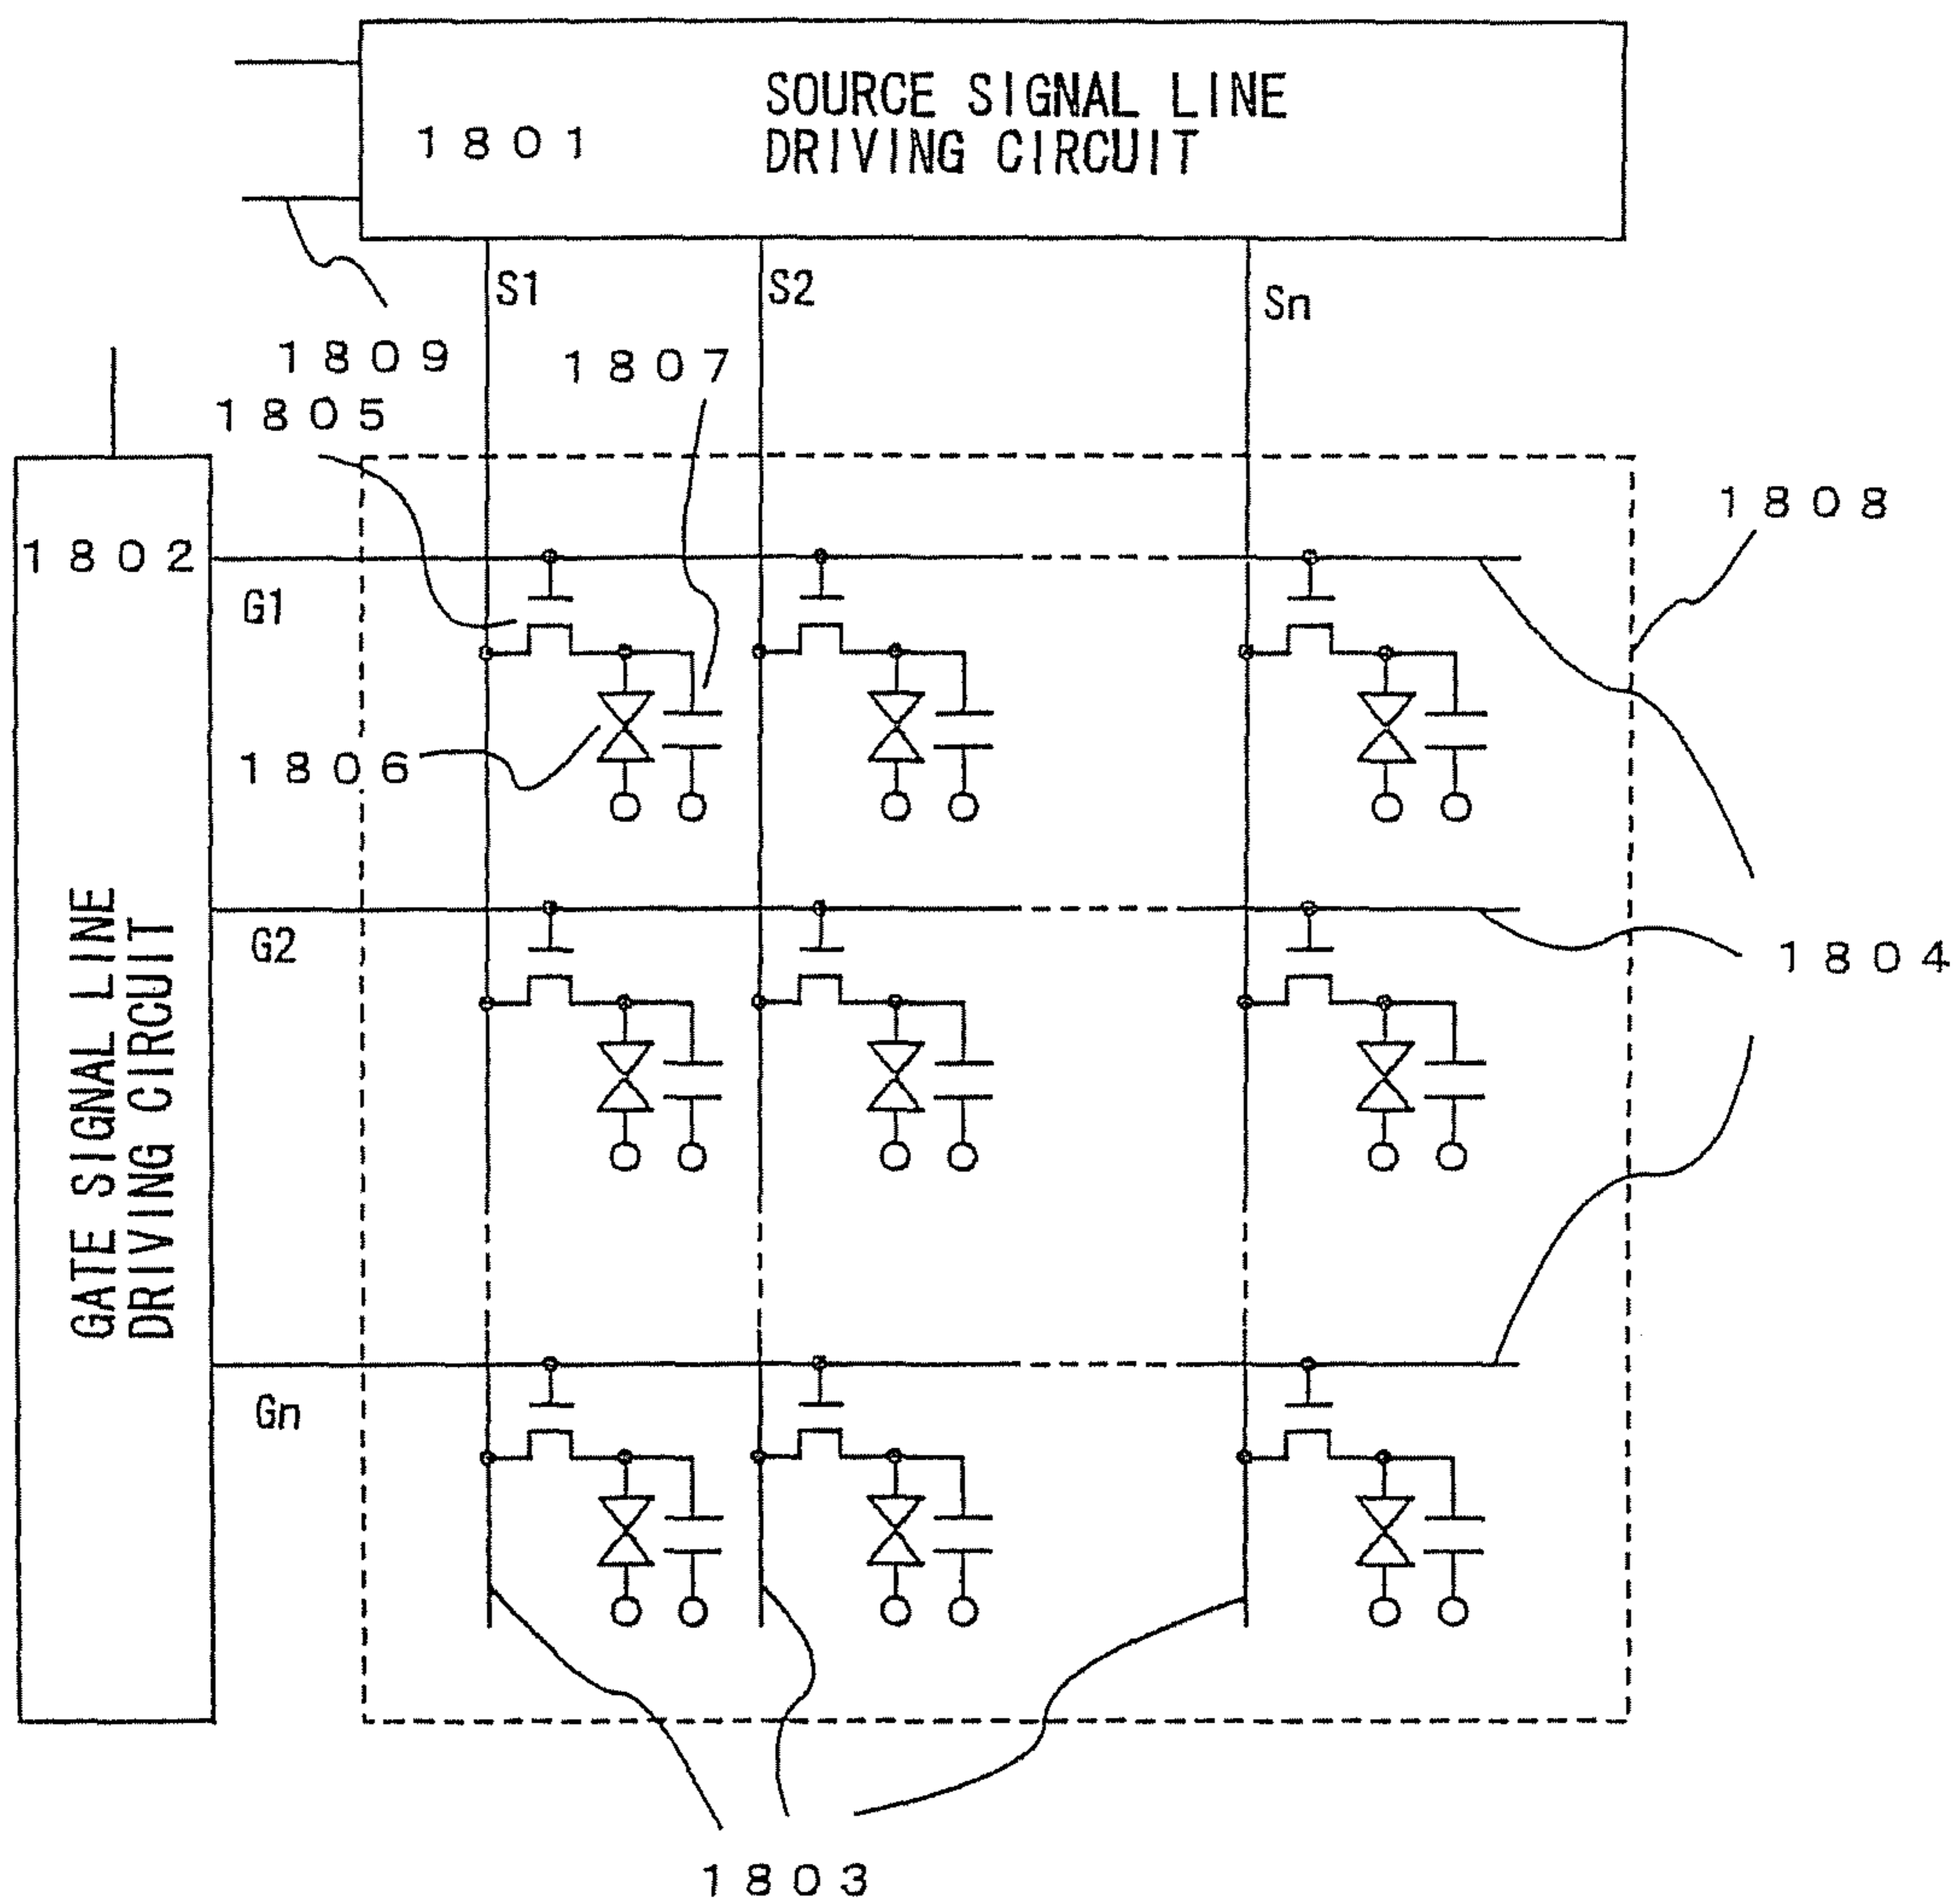 SOURCE SIGNAL LINE
1801
DRIVING CIRCUIT
S1
S2
Sn
1809
1807
1805
1808
1802
G1
1806
GATE SIGNAL LINE
DRIVING CIRCUIT
G2
1804
Gn
1803